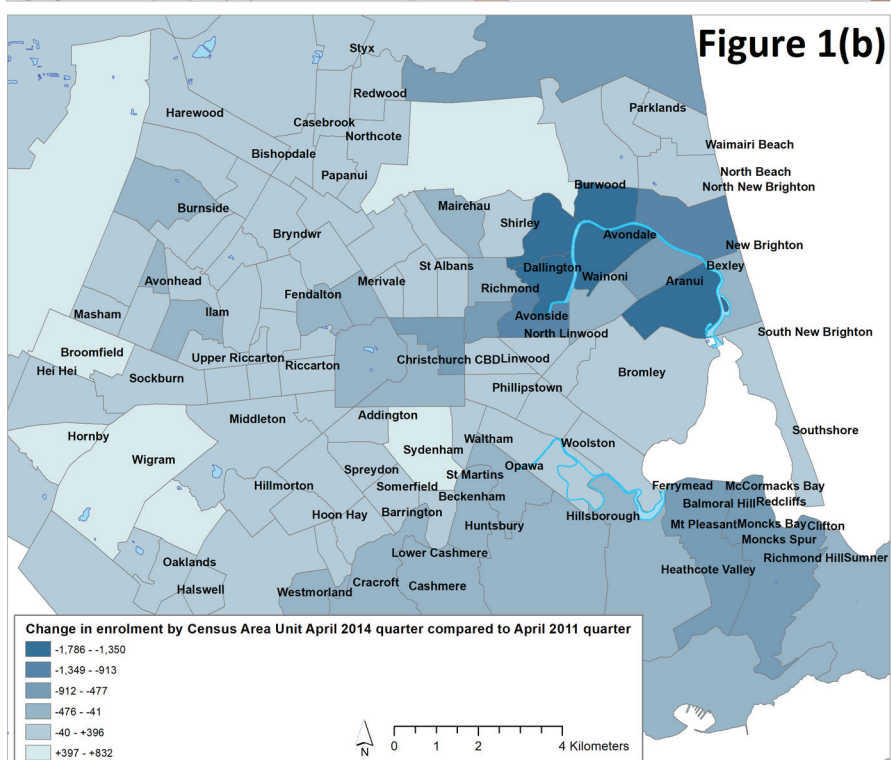 Figure 1(b)
Styx
Redwood
Parklands
Harewood
Casebrook
Northcote
Waimairi Beach
Bishopdale
Papanui
North Beach
North New Brighton
Burwood
Burnside
Mairehau
Shirley
Bryndwr
Avondale
New Brighton
St Albans
Dallington
Bexley
Avonhead
Merivale
Wainoni
Aranui
Fendalton
Richmond
Masham
Ilam
Avonside
North Linwood
South New Brighton
Broomfield
Upper Riccarton
Christchurch CBD
Linwood
Hei Hei
Sockburn
Riccarton
Bromley
Phillipstown
Middleton
Addington
Southshore
Hornby
Waltham
Woolston
Sydenham
Wigram
Spreydon
St Martins
Opawa
Hillmorton
Somerfield
Ferrymead
McCormacks Bay
Beckenham
Balmoral Hill
Redcliffs
Hoon Hay
Barrington
Hillsborough
Huntsbury
Mt Pleasant
Moncks Bay
Clifton
Moncks Spur
Lower Cashmere
Oaklands
Richmond Hill
Sumner
Heathcote Valley
Halswell
Westmorland
Cracroft
Cashmere
Change in enrolment by Census Area Unit April 2014 quarter compared to April 2011 quarter
-1,786 - -1,350
-1,349 - -913
-912 - -477
-476 - -41
-40 - +396
+397 - +832
N
0 1 2 4 Kilometers